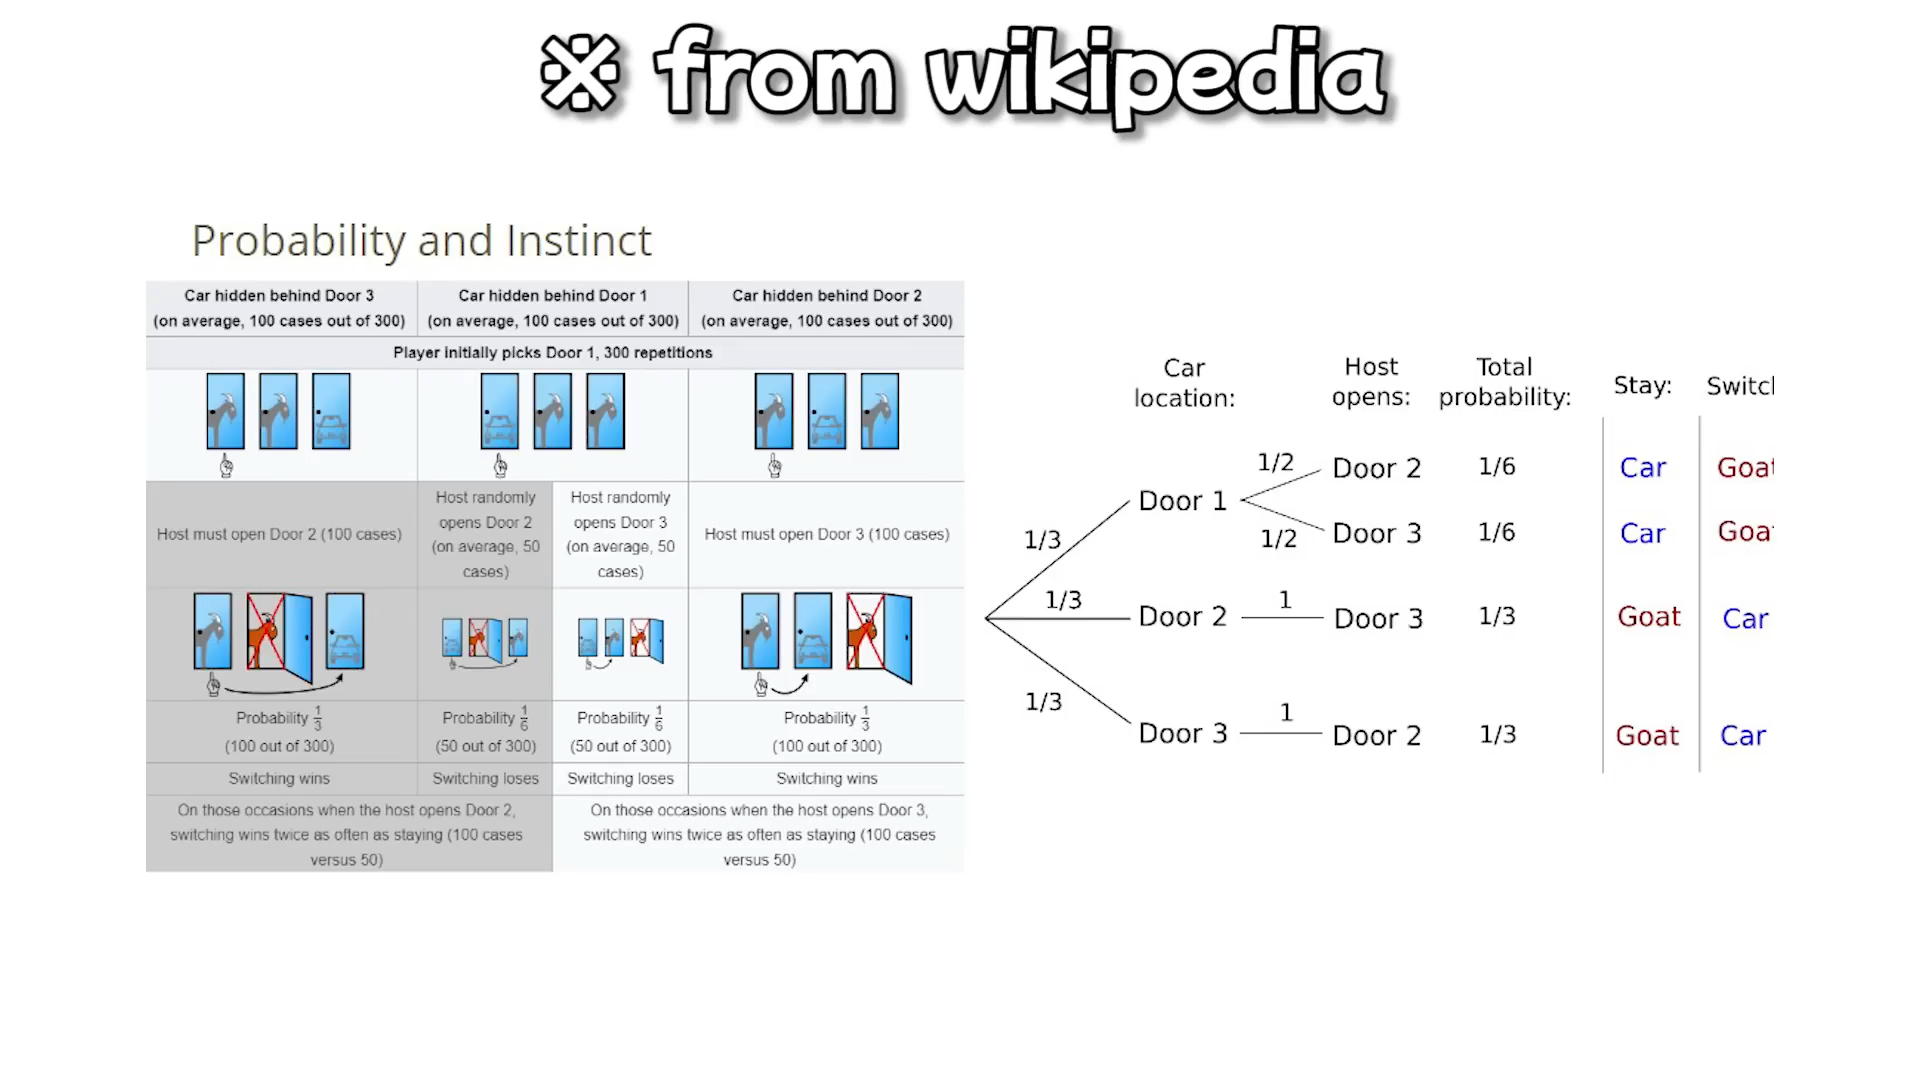 ※ from wikipedia
Probability and Instinct
Car hidden behind Door 3
(on average, 100 cases out of 300)
Car hidden behind Door 1
(on average, 100 cases out of 300)
Car hidden behind Door 2
(on average, 100 cases out of 300)
Player initially picks Door 1, 300 repetitions
Host must open Door 2 (100 cases)
Host randomly
opens Door 2
(on average, 50
cases)
Host randomly
opens Door 3
(on average, 50
cases)
Host must open Door 3 (100 cases)
Probability 1/3
(100 out of 300)
Probability 1/6
(50 out of 300)
Probability 1/6
(50 out of 300)
Probability 1/3
(100 out of 300)
Switching wins
Switching loses
Switching loses
Switching wins
On those occasions when the host opens Door 2,
switching wins twice as often as staying (100 cases
versus 50)
On those occasions when the host opens Door 3,
switching wins twice as often as staying (100 cases
versus 50)
Car
location:
Host
opens:
Total
probability:
Stay:
Switch
1/3
Door 1
1/2
Door 2
1/6
Car
Goat
1/2
Door 3
1/6
Car
Goat
1/3
Door 2
1
Door 3
1/3
Goat
Car
1/3
Door 3
1
Door 2
1/3
Goat
Car